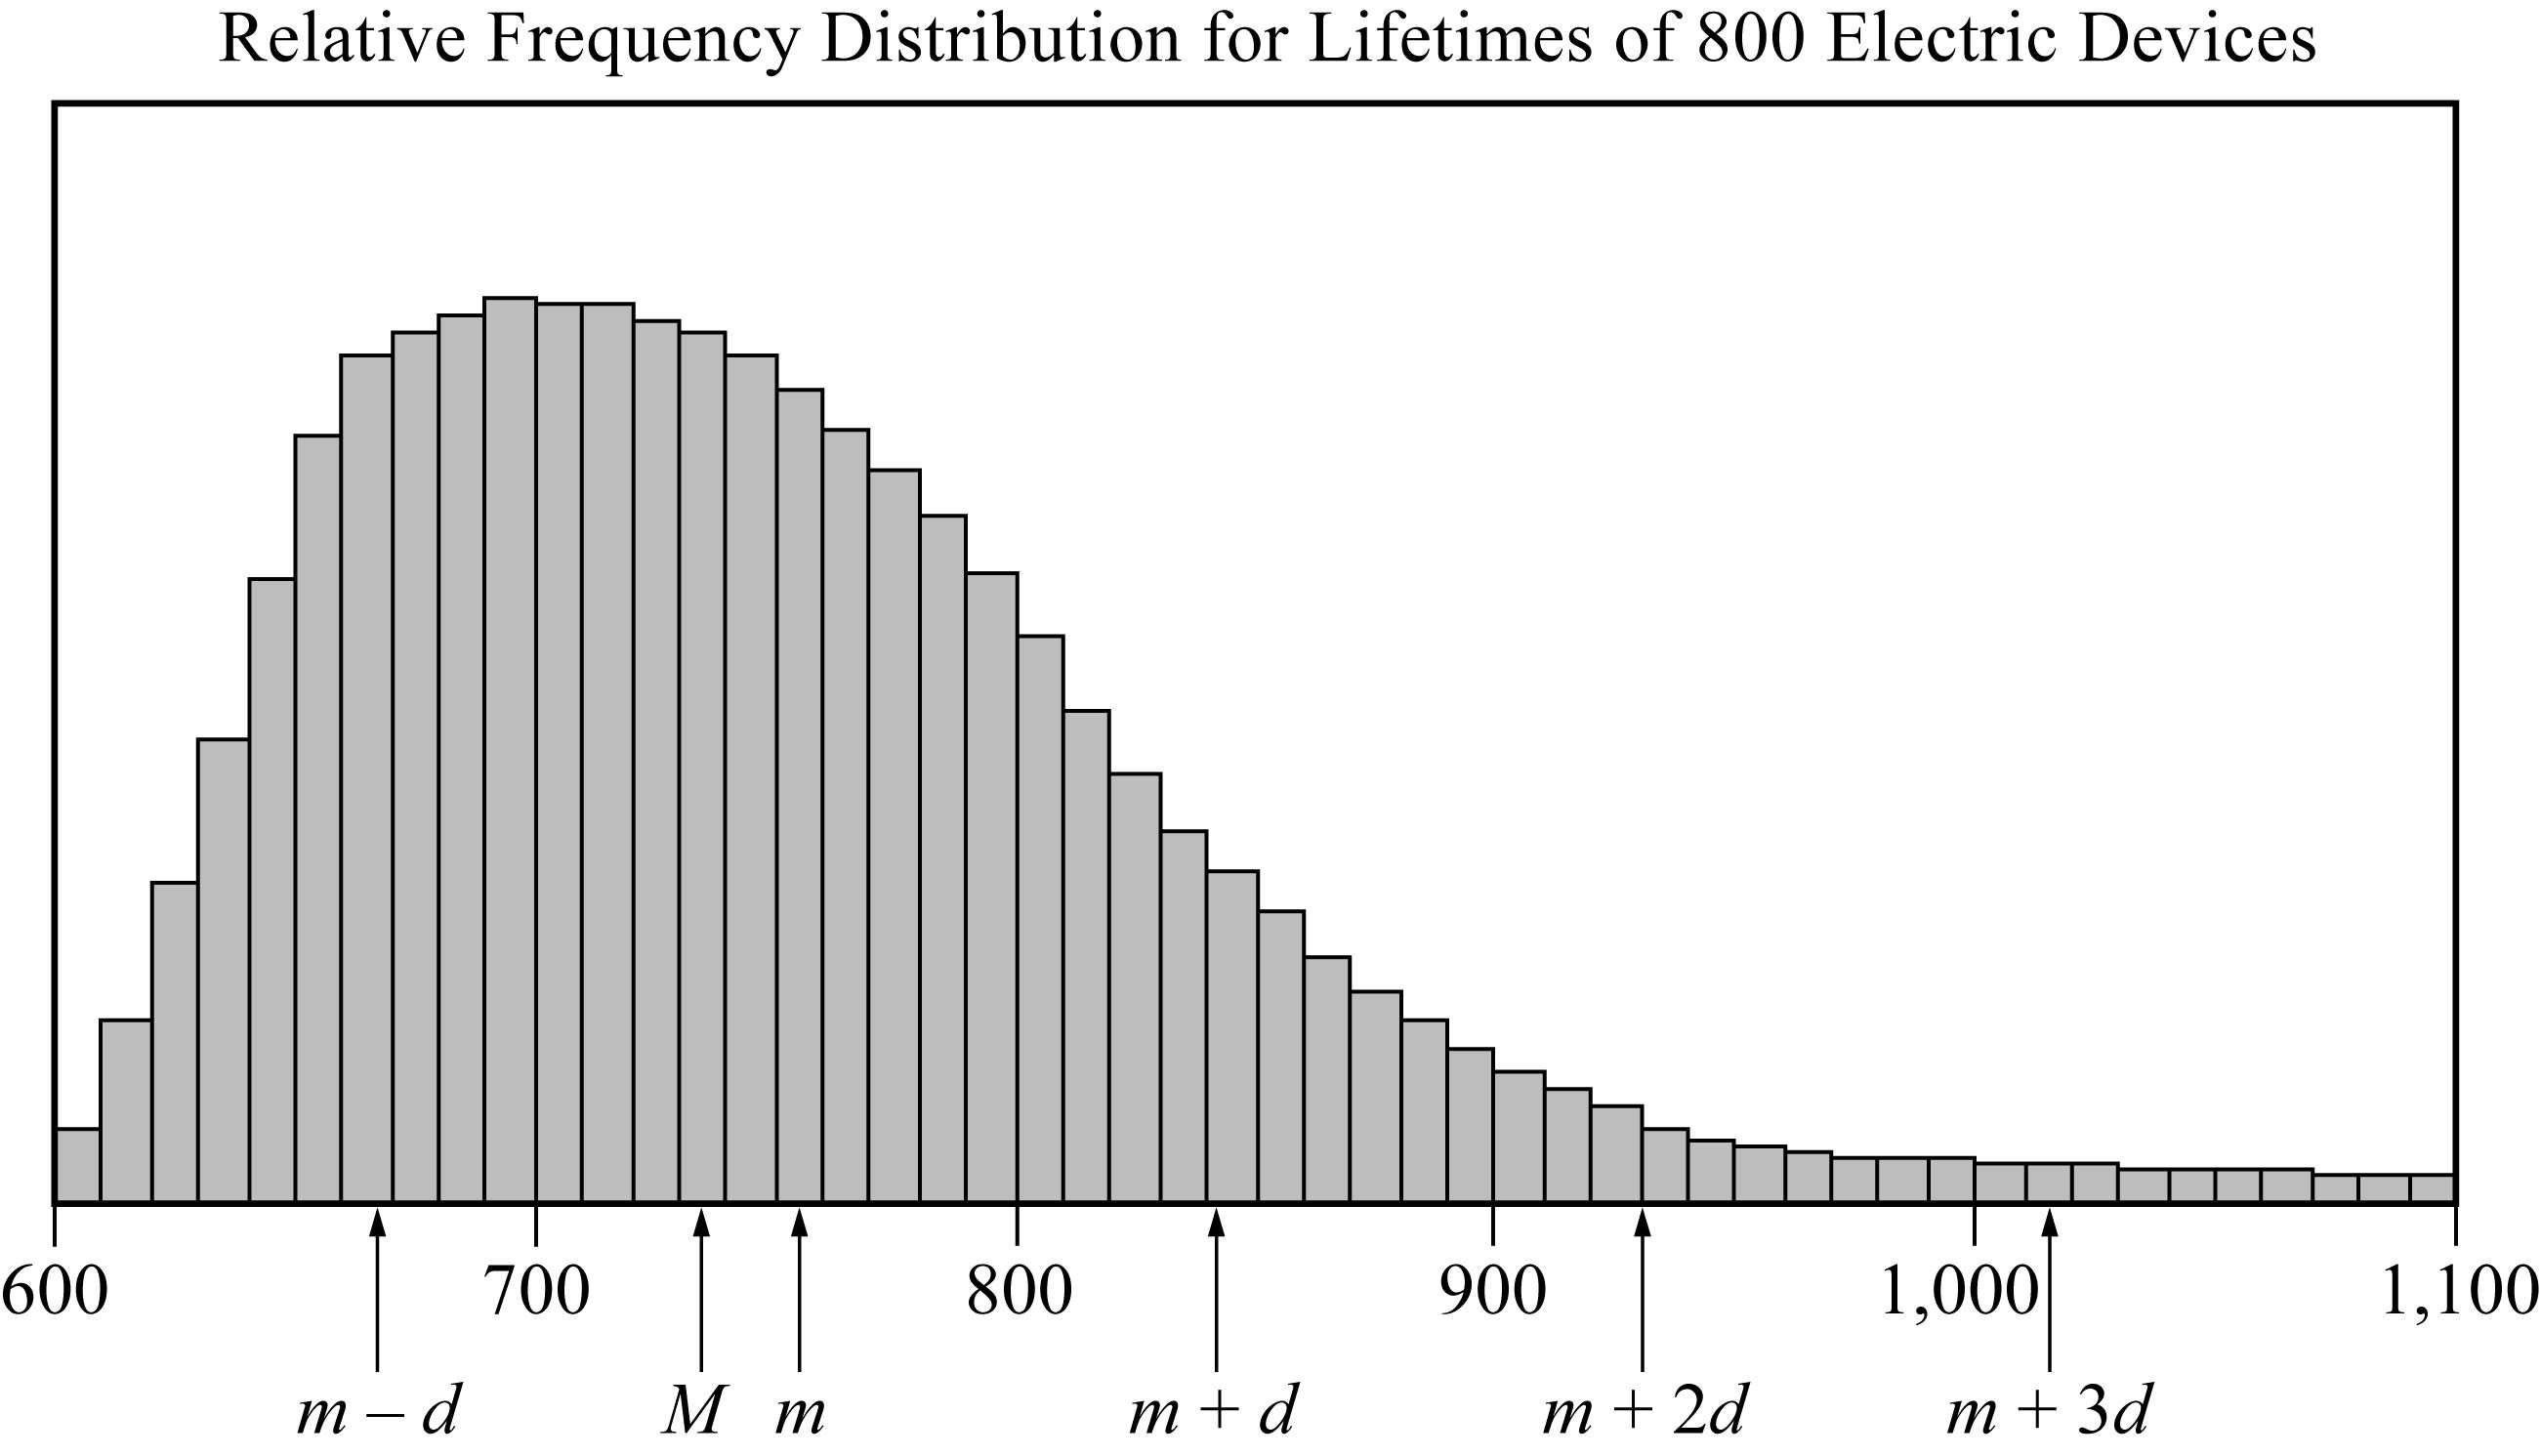 Relative Frequency Distribution for Lifetimes of 800 Electric Devices
600 700 800 900 1,000 1,100
m – d M m m + d m + 2d m + 3d